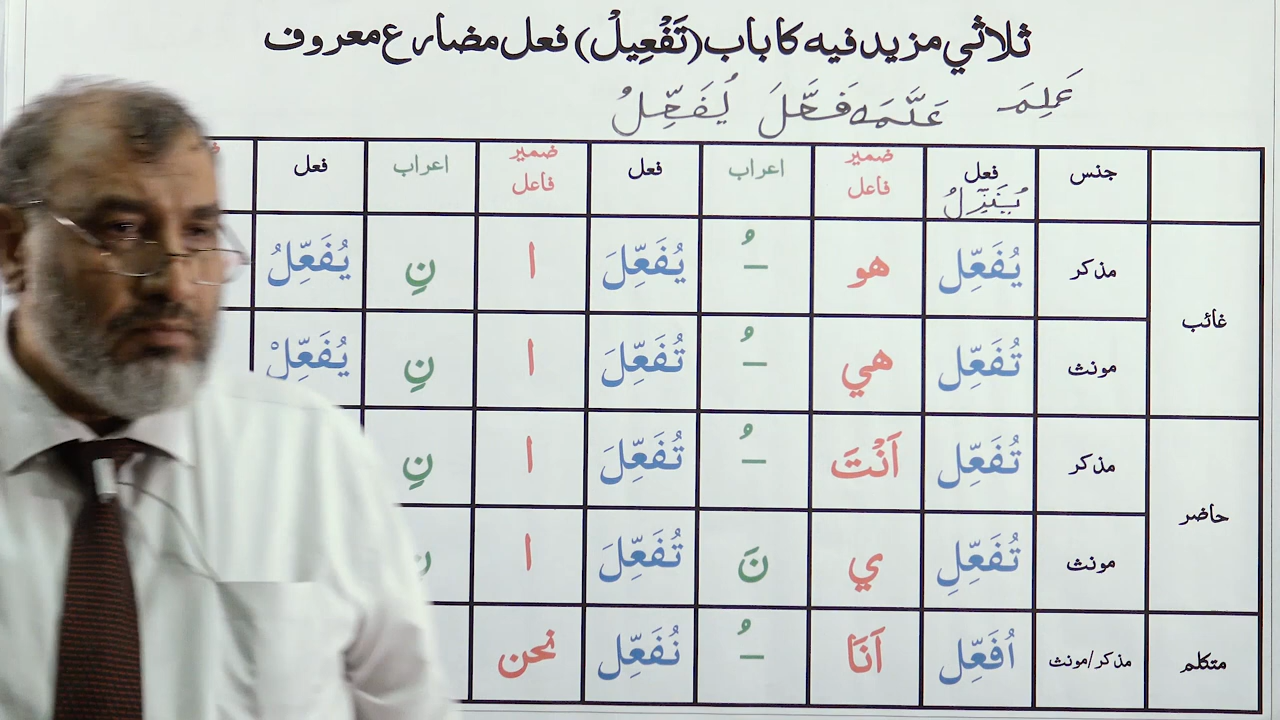 ثلاثي مزيد فيه كا باب (تَفْعِيلْ) فعل مضارع معروف
عَلِمَ عَلَّمَ فَعَّلَ يُفَعِّلُ
جنس فعل ضمير فاعل اعراب فعل ضمير فاعل اعراب فعل
يُنَزِّلُ
غائب مذكر يُفَعِّل هو ُ يُفَعِّلَ ا نِ يُفَعِّلُ
مونث تُفَعِّل هي ُ تُفَعِّلَ ا نِ يُفَعِّلْ
حاضر مذكر تُفَعِّل اَنْتَ ُ تُفَعِّلَ ا نِ
مونث تُفَعِّلِ ي نَ تُفَعِّلَ ا
متكلم مذكر/مونث اُفَعِّل اَنَا ُ نُفَعِّل نحن